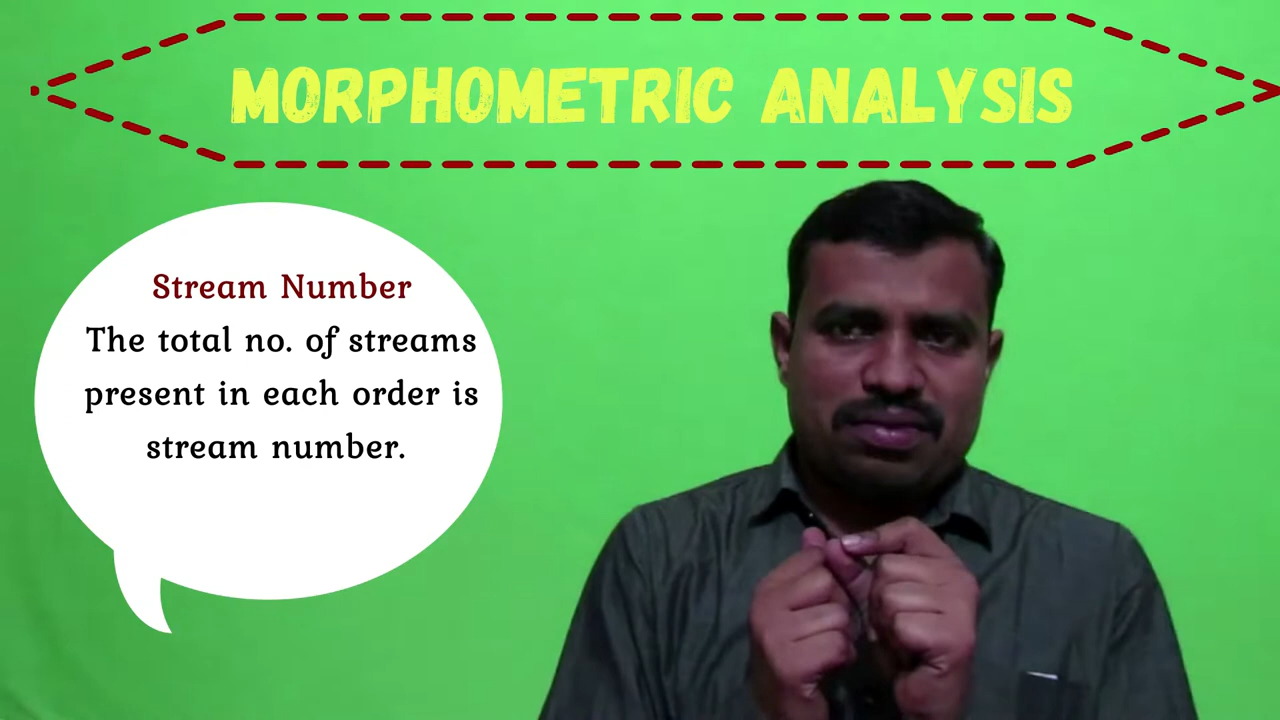 MORPHOMETRIC ANALYSIS
Stream Number
The total no. of streams
present in each order is
stream number.